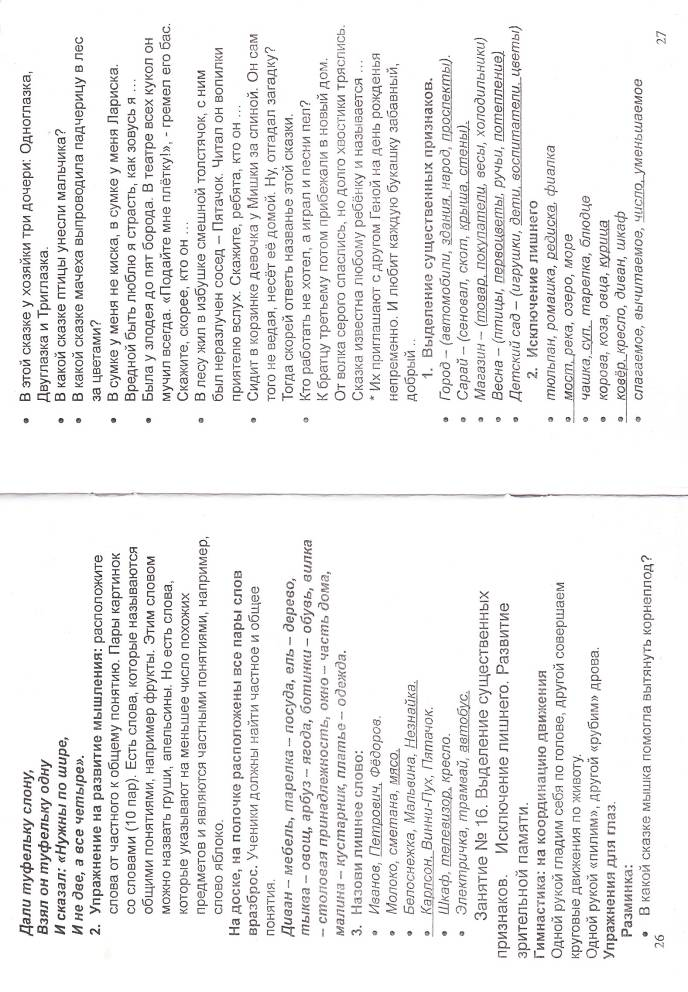 Дали туфельку слону,
Взял он туфельку одну
И сказал: «Нужны по шире,
И не две, а все четыре».
2. Упражнение на развитие мышления: расположите
слова от частного к общему понятию. Пары картинок
со словами (10 пар). Есть слова, которые называются
общими понятиями, например фрукты. Этим словом
можно назвать груши, апельсины. Но есть слова,
которые указывают на меньшее число похожих
предметов и являются частными понятиями, например,
слово яблоко.
На доске, на полочке расположены все пары слов
вразброс. Ученики должны найти частное и общее
понятия.
Диван – мебель, тарелка – посуда, ель – дерево,
тыква – овощ, арбуз – ягода, ботинки – обувь, вилка
– столовая принадлежность, окно – часть дома,
малина – кустарник, платье – одежда.
3. Назови лишнее слово:
• Иванов, Петрович, Фёдоров.
• Молоко, сметана, мясо.
• Белоснежка, Мальвина, Незнайка.
• Карлсон, Винни-Пух, Пятачок.
• Шкаф, телевизор, кресло.
• Электричка, трамвай, автобус.
Занятие № 16. Выделение существенных
признаков. Исключение лишнего. Развитие
зрительной памяти.
Гимнастика: на координацию движения
Одной рукой гладим себя по голове, другой совершаем
круговые движения по животу.
Одной рукой «пилим», другой «рубим» дрова.
Упражнения для глаз.
Разминка:
• В какой сказке мышка помогла вытянуть корнеплод?
26
• В этой сказке у хозяйки три дочери: Одноглазка,
Двуглазка и Триглазка.
• В какой сказке птицы унесли мальчика?
• В какой сказке мачеха выпроводила падчерицу в лес
за цветами?
• В сумке у меня не киска, в сумке у меня Лариска.
Вредной быть люблю я страсть, как зовусь я ...
• Была у злодея до пят борода. В театре всех кукол он
мучил всегда. «Подайте мне плётку!», - гремел его бас.
Скажите, скорее, кто он ...
• В лесу жил в избушке смешной толстячок, с ним
был неразлучен сосед – Пятачок. Читал он вопилки
приятелю вслух. Скажите, ребята, кто он ...
• Сидит в корзинке девочка у Мишки за спиной. Он сам
того не ведая, несёт её домой. Ну, отгадал загадку?
Тогда скорей ответь названье этой сказки.
• Кто работать не хотел, а играл и песни пел?
К братцу третьему потом прибежали в новый дом.
От волка серого спаслись, но долго хвостики тряслись.
Сказка известна любому ребёнку и называется ...
* Их приглашают с другом Геной на день рожденья
непременно. И любит каждую букашку забавный,
добрый ..
1. Выделение существенных признаков.
• Город – (автомобили, здания, народ, проспекты).
• Сарай – (сеновал, скот, крыша, стены).
Магазин – (товар, покупатели, весы, холодильники)
• Весна – (птицы, первоцветы, ручьи, потепление)
• Детский сад – (игрушки, дети, воспитатели, цветы)
2. Исключение лишнего
• тюльпан, ромашка, редиска, фиалка
• мост, река, озеро, море
• чашка, суп, тарелка, блюдце
• корова, коза, овца, курица
• ковёр, кресло, диван, шкаф
• слагаемое, вычитаемое, число, уменьшаемое
27